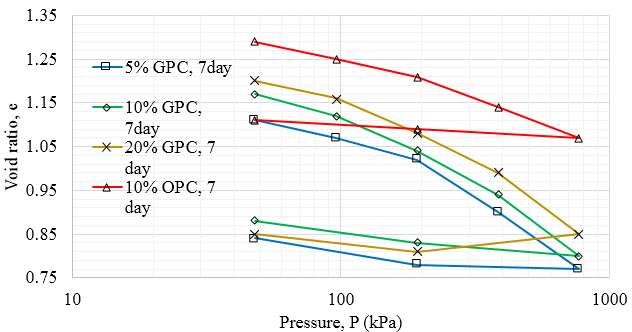 1.35
1.25
1.15
1.05
0.95
0.85
0.75
Void ratio, e
5% GPC, 7day
10% GPC,
7day
20% GPC, 7
day
10% OPC, 7
day
10
100
1000
Pressure, P (kPa)